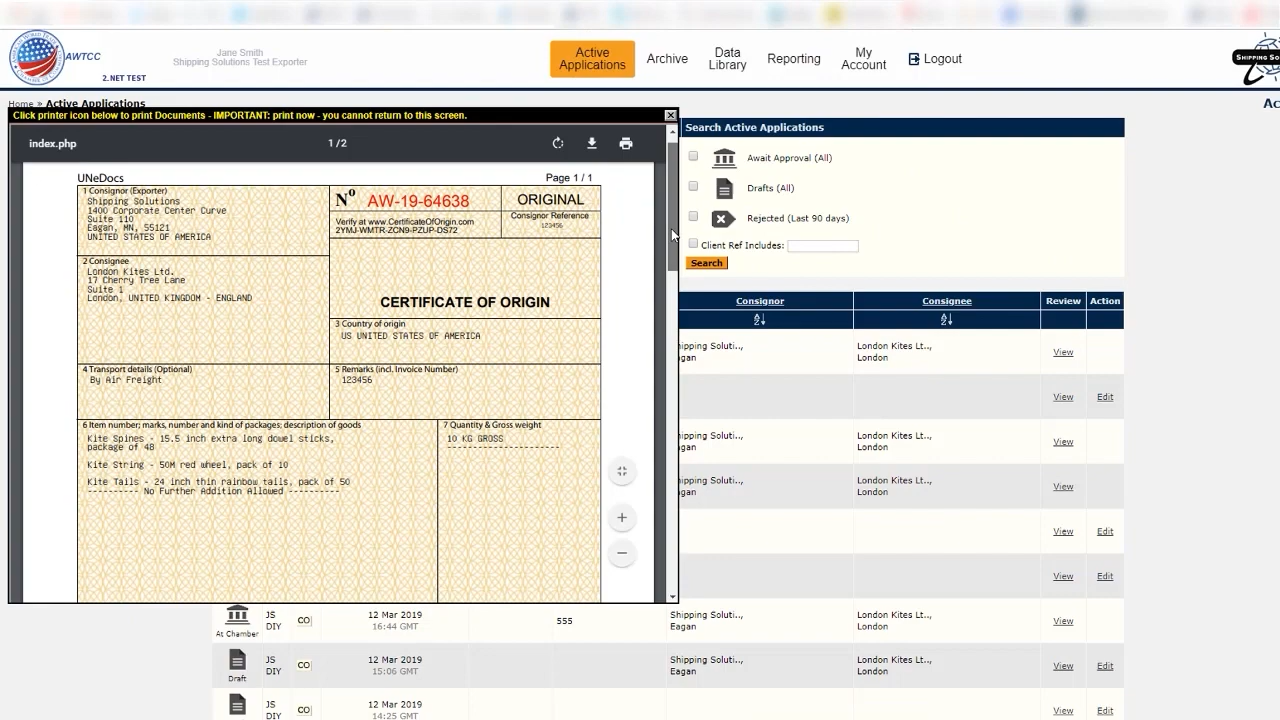 AWTCC
2.NET TEST
Jane Smith
Shipping Solutions Test Exporter
Active Applications
Archive
Data Library
Reporting
My Account
Logout
SHIPPING SO
Home » Active Applications
Ac
Click printer icon below to print Documents - IMPORTANT: print now - you cannot return to this screen.
index.php
1 / 2
UNeDocs
Page 1 / 1
1 Consignor (Exporter)
Shipping Solutions
1400 Corporate Center Curve
Suite 110
Eagan, MN, 55121
UNITED STATES OF AMERICA
Nº AW-19-64638
Verify at www.CertificateOfOrigin.com
2YMJ-WMTR-ZCN9-PZUP-DS72
ORIGINAL
Consignor Reference
123456
2 Consignee
London Kites Ltd.
17 Cherry Tree Lane
Suite 1
London, UNITED KINGDOM - ENGLAND
CERTIFICATE OF ORIGIN
3 Country of origin
US UNITED STATES OF AMERICA
4 Transport details (Optional)
By Air Freight
5 Remarks (incl. Invoice Number)
123456
6 Item number; marks, number and kind of packages; description of goods
Kite Spines - 15.5 inch extra long dowel sticks,
package of 48
Kite String - 50M red wheel, pack of 10
Kite Tails - 24 inch thin rainbow tails, pack of 50
---------- No Further Addition Allowed ----------
7 Quantity & Gross weight
10 KG GROSS
----------------------
Search Active Applications
Await Approval (All)
Drafts (All)
Rejected (Last 90 days)
Client Ref Includes:
Search
Consignor Consignee Review Action
hipping Soluti.., London Kites Lt.., View
agan London
View Edit
hipping Soluti.., London Kites Lt.., View
agan London
hipping Soluti.., London Kites Lt.., View
agan London
View Edit
View Edit
At Chamber JS DIY CO 12 Mar 2019 16:44 GMT 555 Shipping Soluti.., Eagan London Kites Lt.., London View
Draft JS DIY CO 12 Mar 2019 15:06 GMT Shipping Soluti.., Eagan London Kites Lt.., London View Edit
JS DIY CO 12 Mar 2019 14:25 GMT View Edit